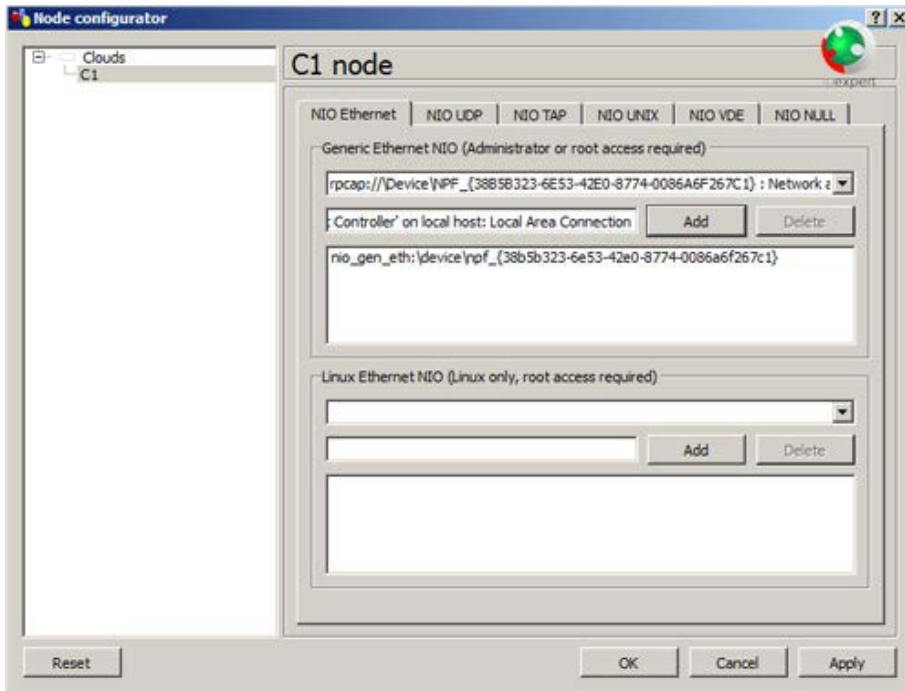 Node configurator
Clouds
C1
C1 node
expert
NIO Ethernet NIO UDP NIO TAP NIO UNIX NIO VDE NIO NULL
Generic Ethernet NIO (Administrator or root access required)
rpcap://\Device\NPF_{38B5B323-6E53-42E0-8774-0086A6F267C1} : Network a
Controller' on local host: Local Area Connection Add Delete
nio_gen_eth:\device\npf_{38b5b323-6e53-42e0-8774-0086a6f267c1}
Linux Ethernet NIO (Linux only, root access required)
Add Delete
Reset OK Cancel Apply